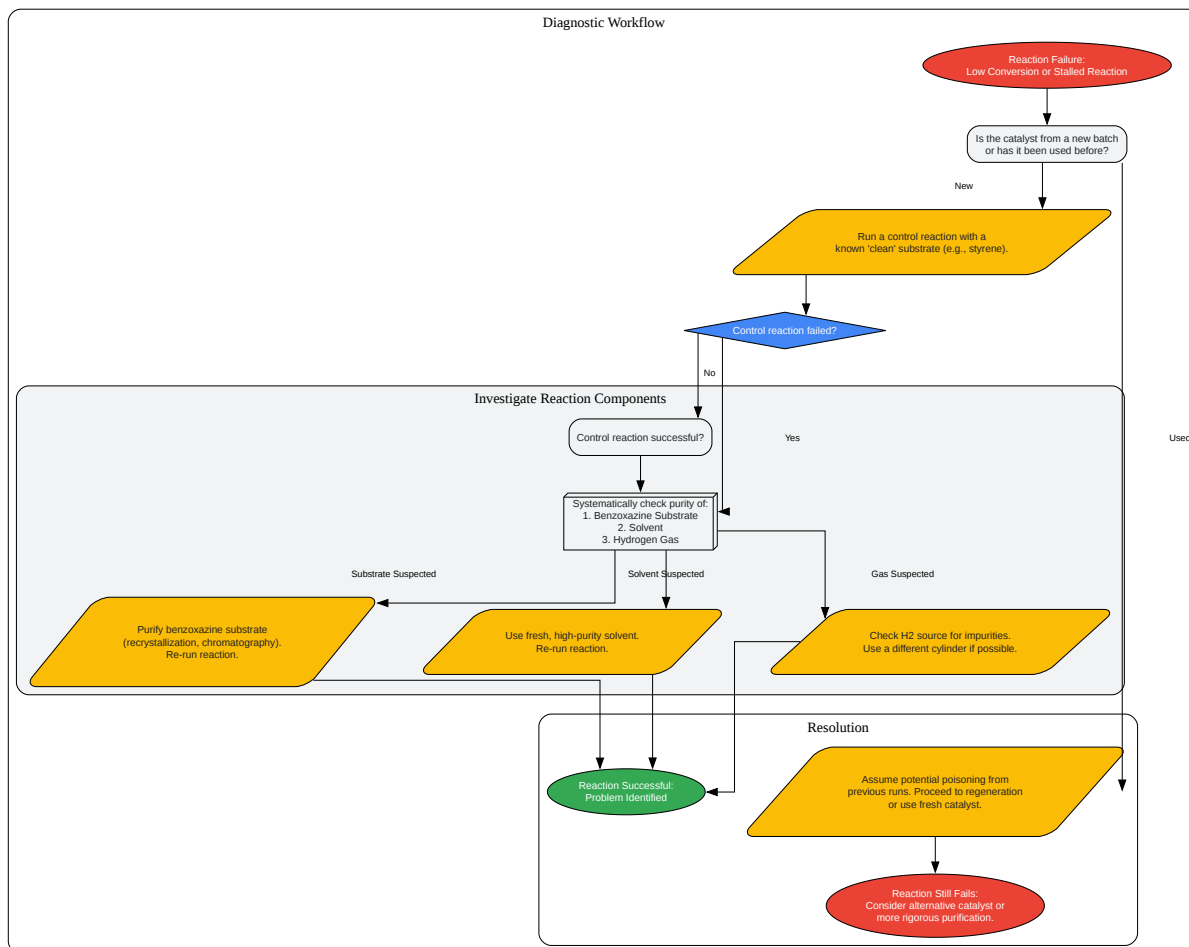 Diagnostic Workflow
Reaction Failure:
Low Conversion or Stalled Reaction
Is the catalyst from a new batch
or has it been used before?
New
Run a control reaction with a
known 'clean' substrate (e.g., styrene).
Control reaction failed?
No
Investigate Reaction Components
Control reaction successful?
Yes
Used
Systematically check purity of:
1. Benzoxazine Substrate
2. Solvent
3. Hydrogen Gas
Substrate Suspected
Solvent Suspected
Gas Suspected
Purify benzoxazine substrate
(recrystallization, chromatography).
Re-run reaction.
Use fresh, high-purity solvent.
Re-run reaction.
Check H2 source for impurities.
Use a different cylinder if possible.
Resolution
Reaction Successful:
Problem Identified
Assume potential poisoning from
previous runs. Proceed to regeneration
or use fresh catalyst.
Reaction Still Fails:
Consider alternative catalyst or
more rigorous purification.